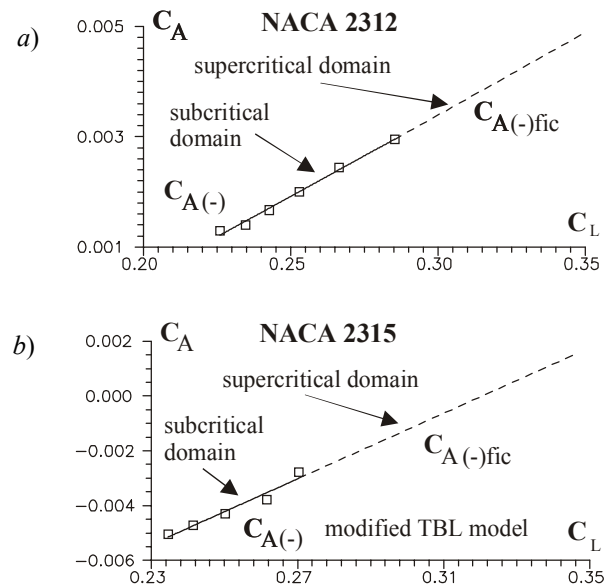 a)
C_A
NACA 2312
0.005
supercritical domain
subcritical
domain
C_A(-)fic
0.003
C_A(-)
C_L
0.001
0.20 0.25 0.30 0.35
b)
C_A
NACA 2315
0.002
supercritical domain
0.000
subcritical
domain
C_A(-)fic
−0.002
−0.004
C_A(-)
modified TBL model
C_L
−0.006
0.23 0.27 0.31 0.35